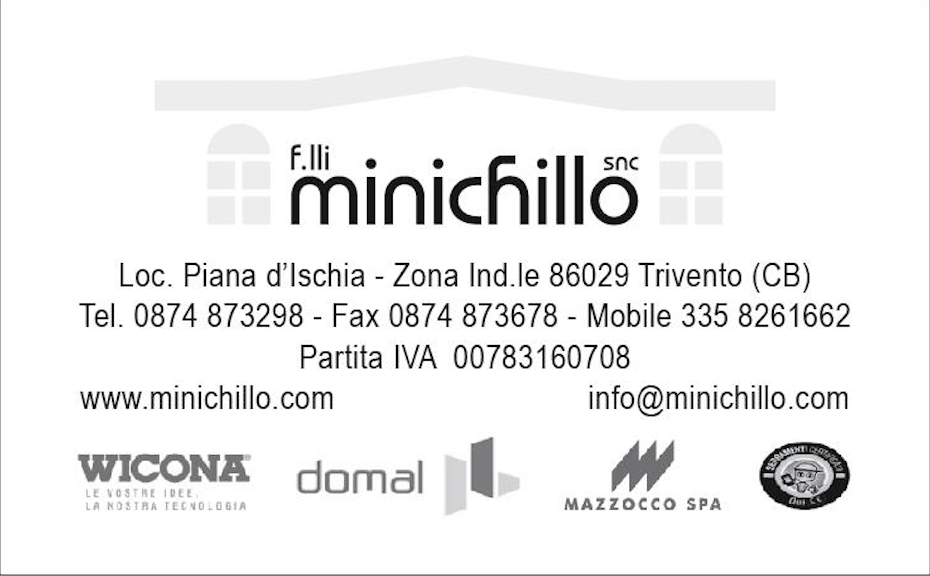 f.lli
minichillo snc
Loc. Piana d’Ischia - Zona Ind.le 86029 Trivento (CB)
Tel. 0874 873298 - Fax 0874 873678 - Mobile 335 8261662
Partita IVA 00783160708
www.minichillo.com info@minichillo.com
WICONA
LE VOSTRE IDEE.
LA NOSTRA TECNOLOGIA
domal
MAZZOCCO SPA
SERRAMENTI CERTIFICATI